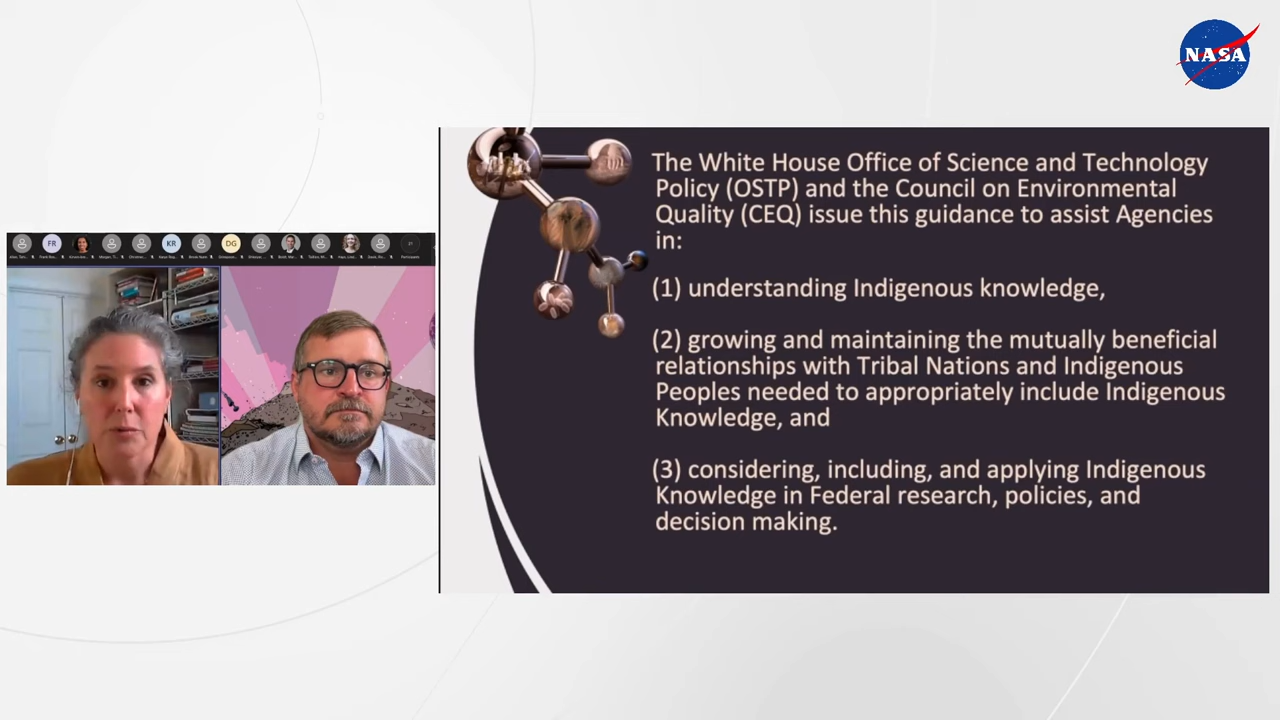 NASA
The White House Office of Science and Technology
Policy (OSTP) and the Council on Environmental
Quality (CEQ) issue this guidance to assist Agencies
in:
(1) understanding Indigenous knowledge,
(2) growing and maintaining the mutually beneficial
relationships with Tribal Nations and Indigenous
Peoples needed to appropriately include Indigenous
Knowledge, and
(3) considering, including, and applying Indigenous
Knowledge in Federal research, policies, and
decision making.
FR
KR
DG
Participants